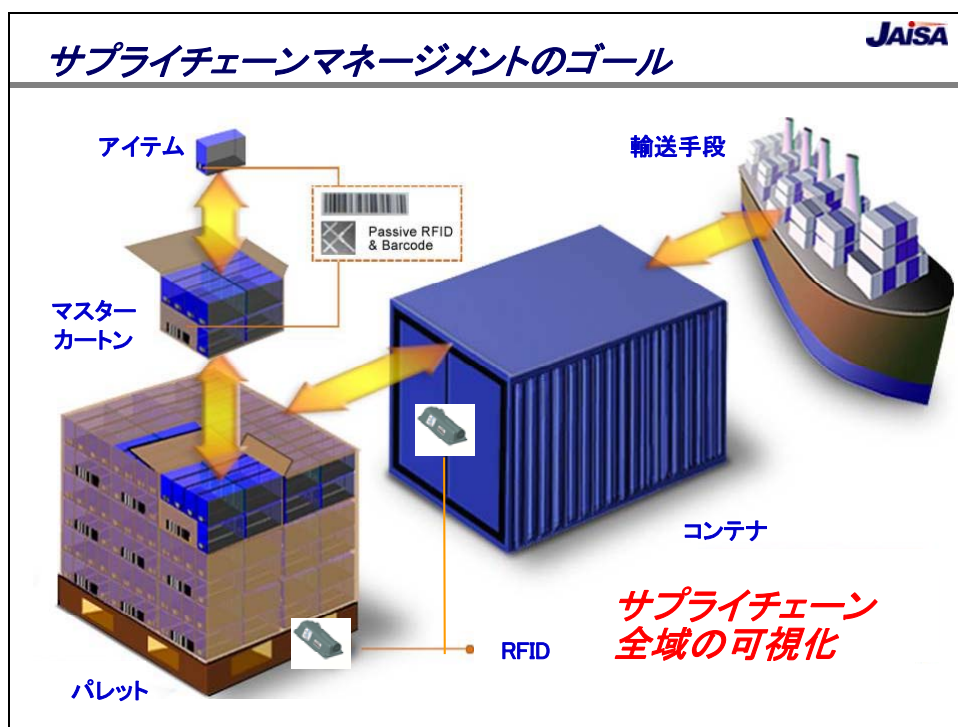 JAISA
サプライチェーンマネージメントのゴール
アイテム
輸送手段
Passive RFID
& Barcode
マスター
カートン
コンテナ
サプライチェーン
全域の可視化
RFID
パレット